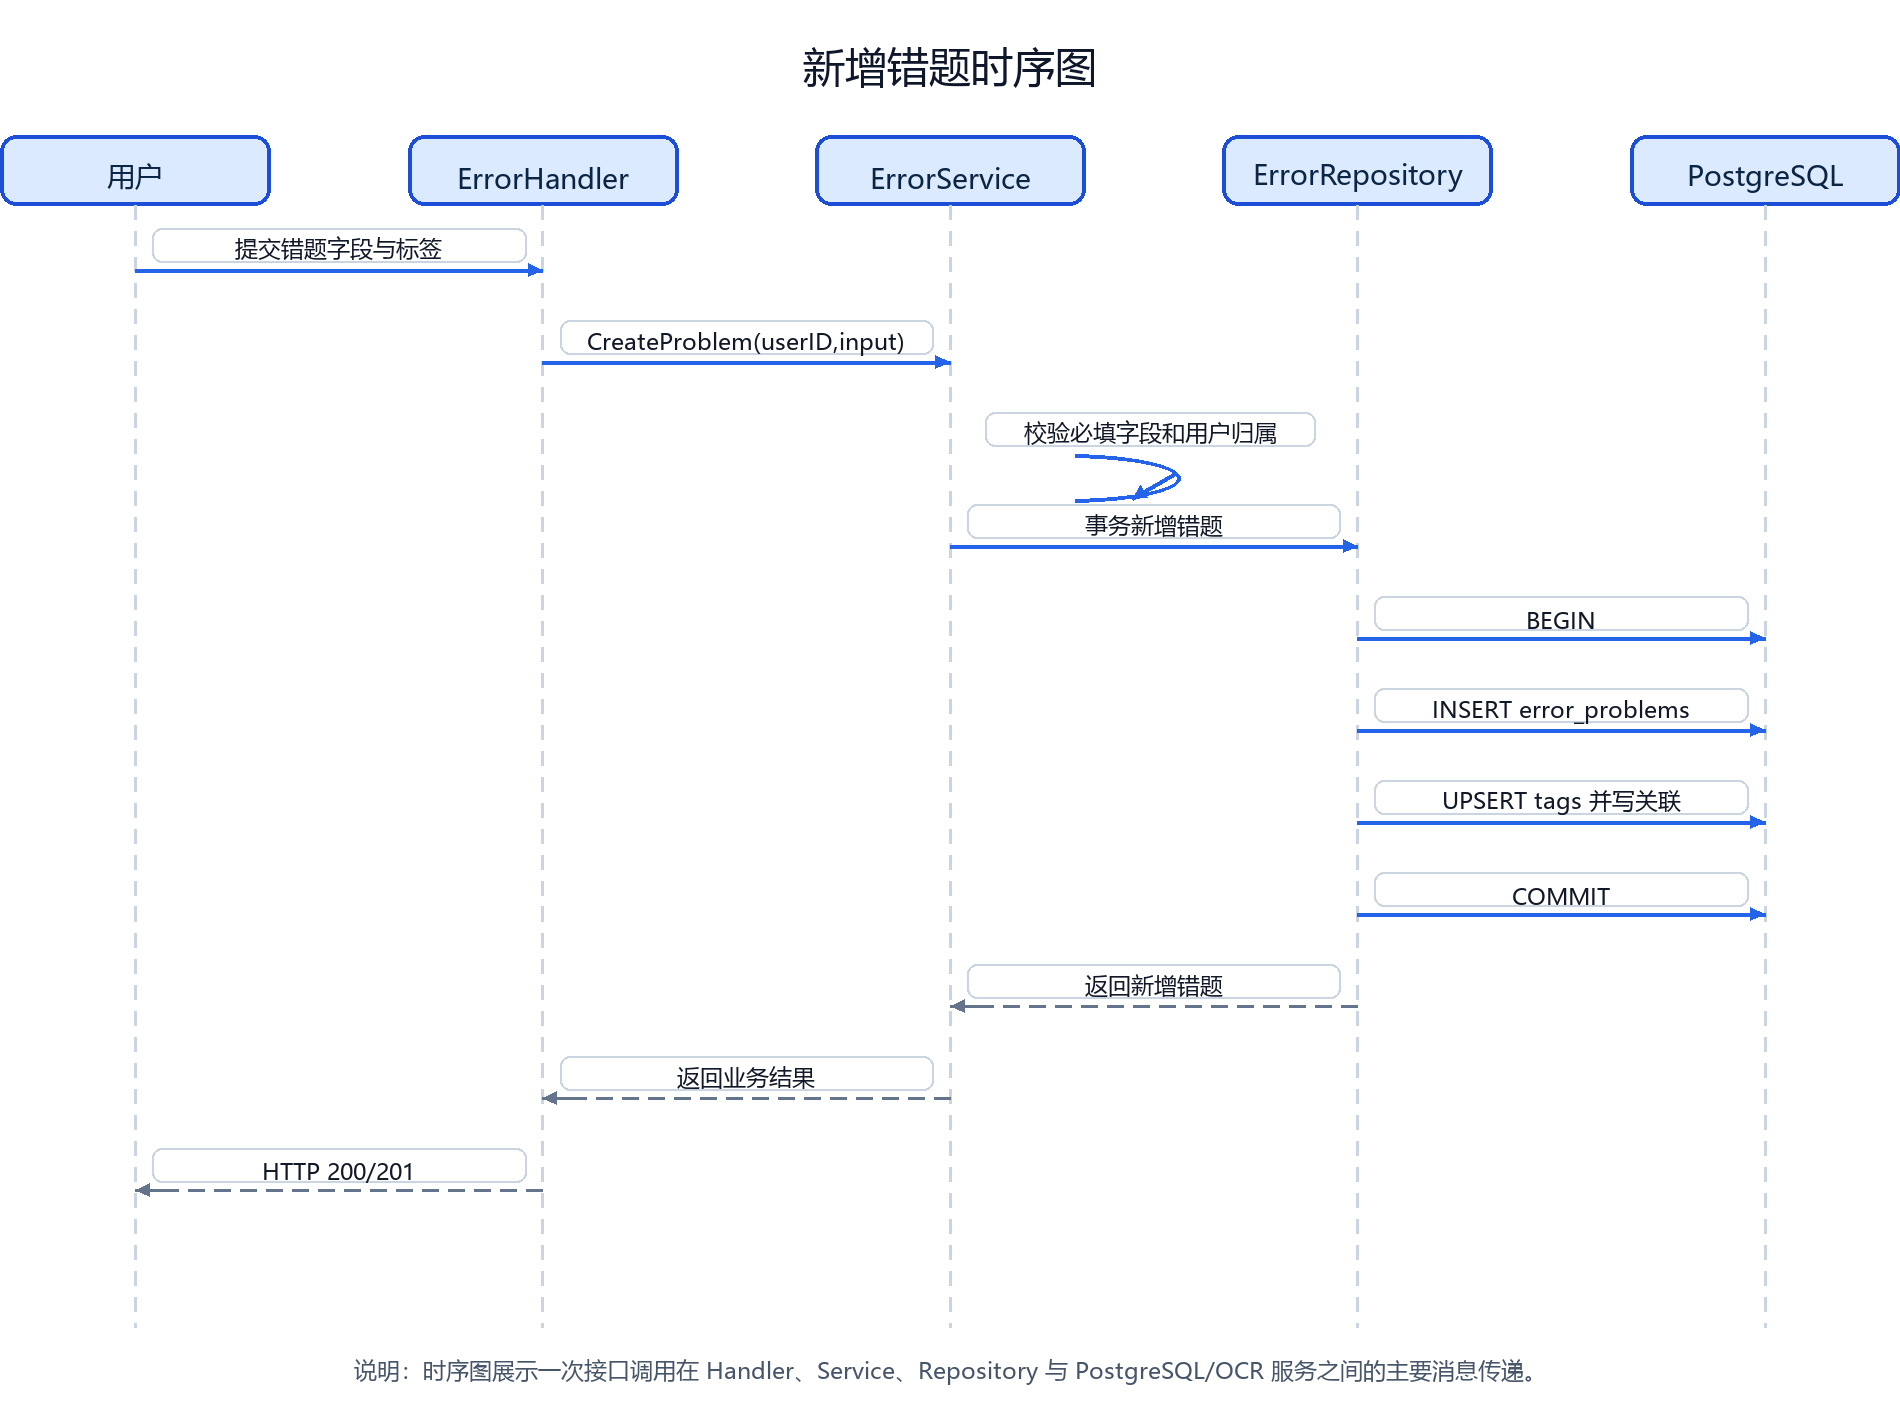 新增错题时序图
用户
ErrorHandler
ErrorService
ErrorRepository
PostgreSQL
提交错题字段与标签
CreateProblem(userID,input)
校验必填字段和用户归属
事务新增错题
BEGIN
INSERT error_problems
UPSERT tags 并写关联
COMMIT
返回新增错题
返回业务结果
HTTP 200/201
说明：时序图展示一次接口调用在 Handler、Service、Repository 与 PostgreSQL/OCR 服务之间的主要消息传递。